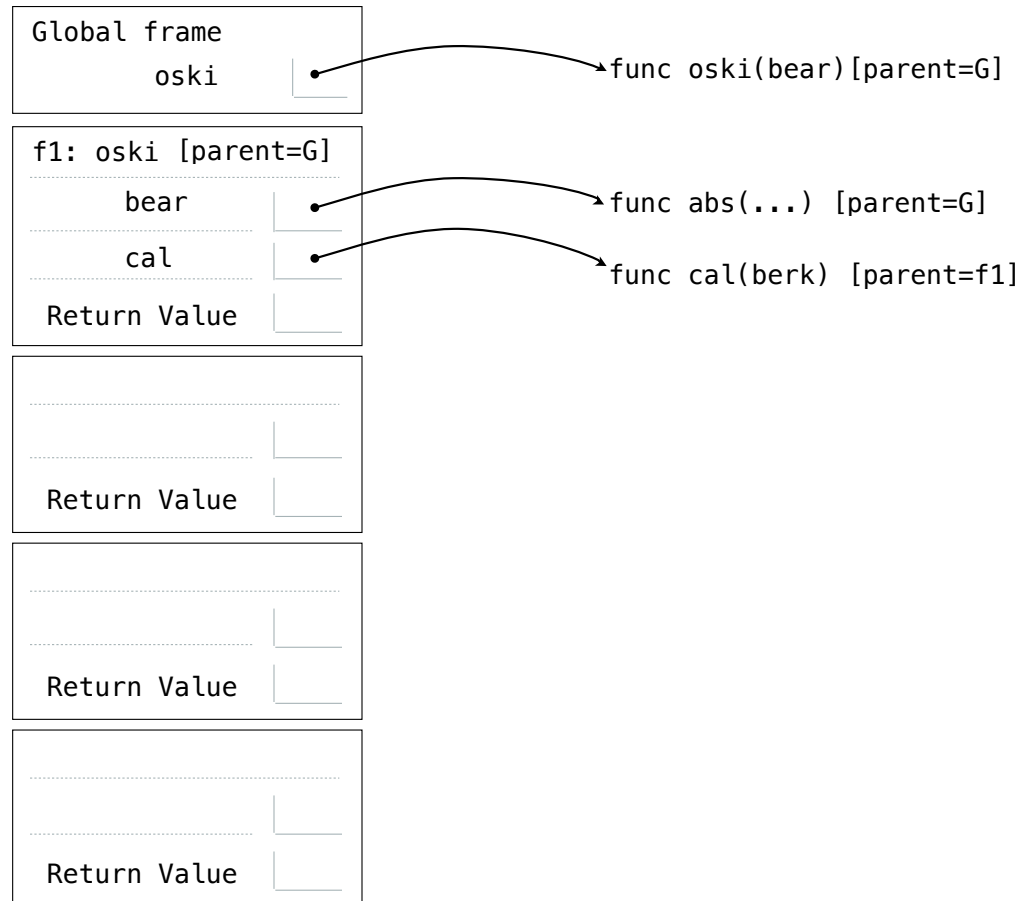 Global frame
oski
func oski(bear)[parent=G]
f1: oski [parent=G]
bear
func abs(...) [parent=G]
cal
func cal(berk) [parent=f1]
Return Value
Return Value
Return Value
Return Value